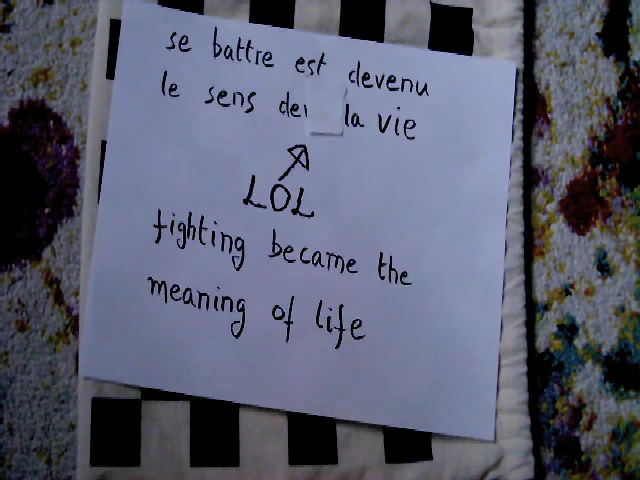 se battre est devenu
le sens de la vie
LOL
fighting became the
meaning of life